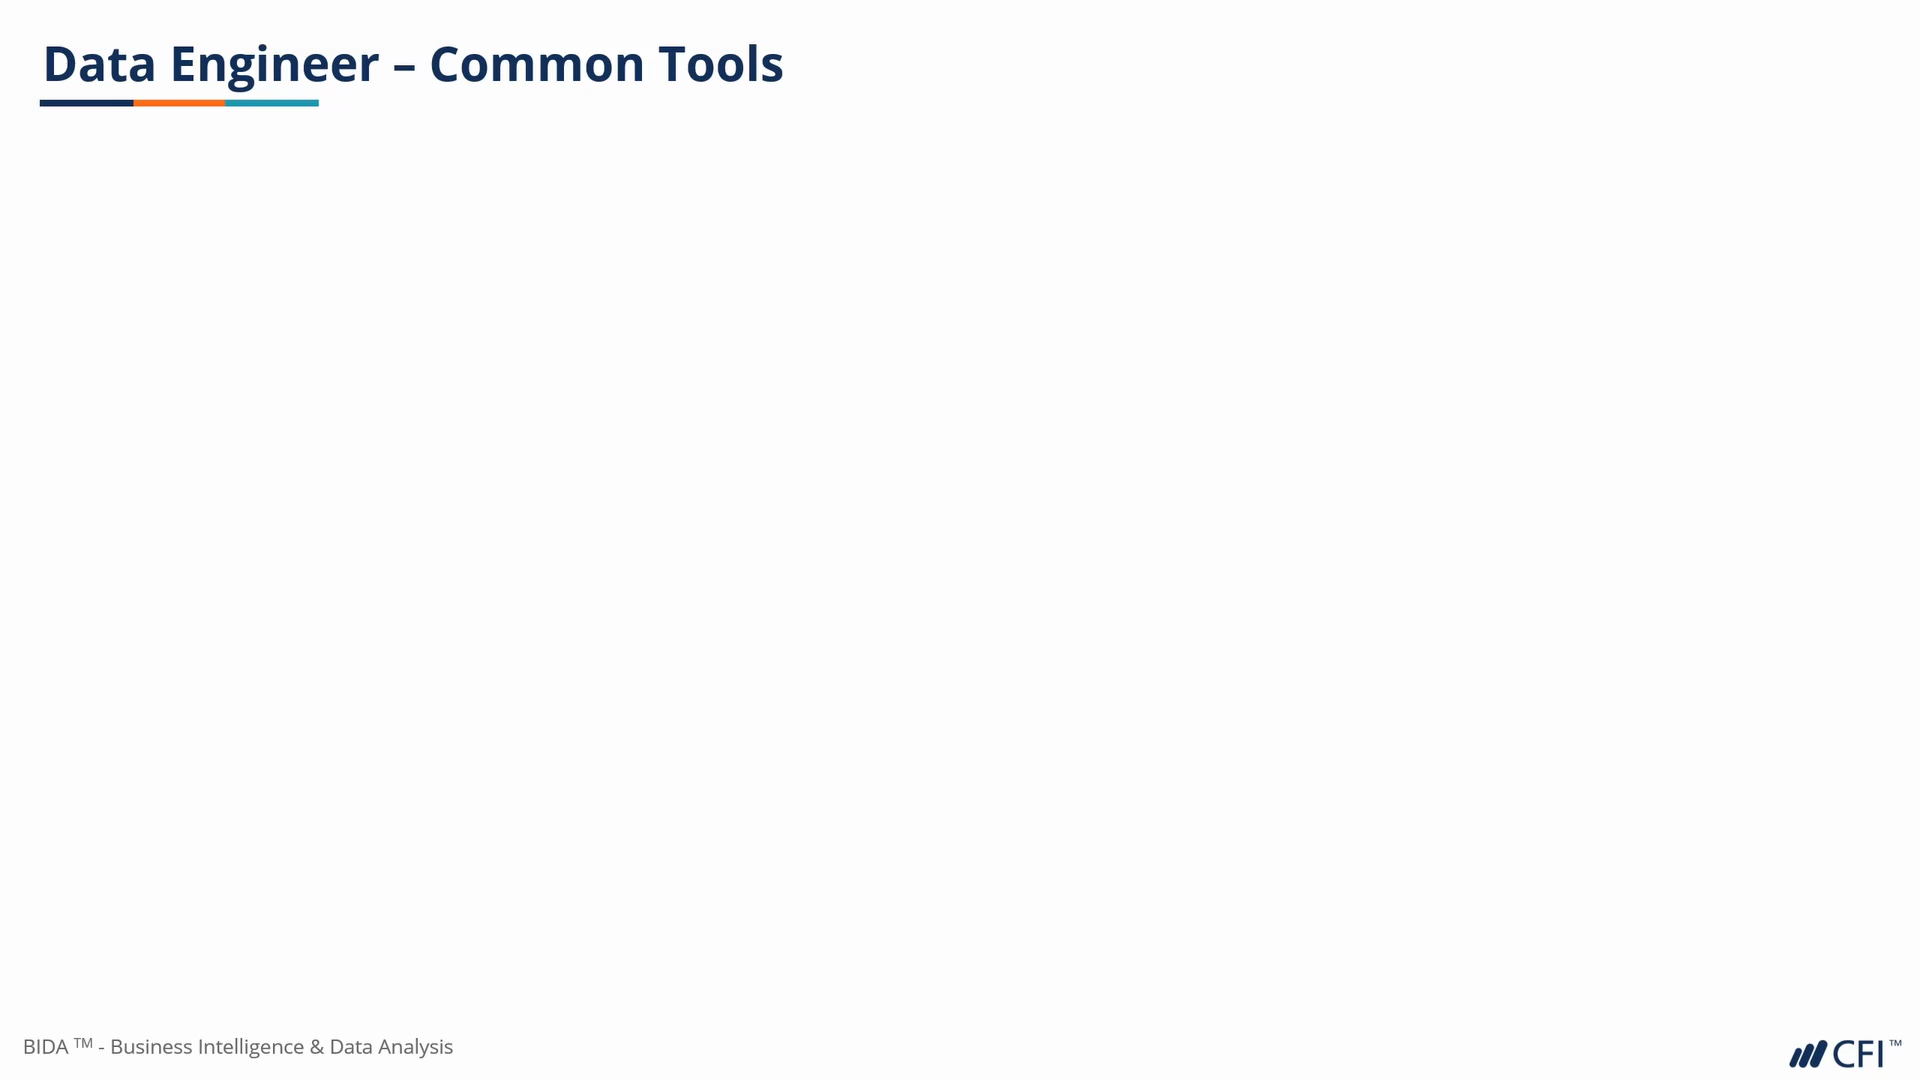 Data Engineer – Common Tools
BIDA ™ - Business Intelligence & Data Analysis
CFI™